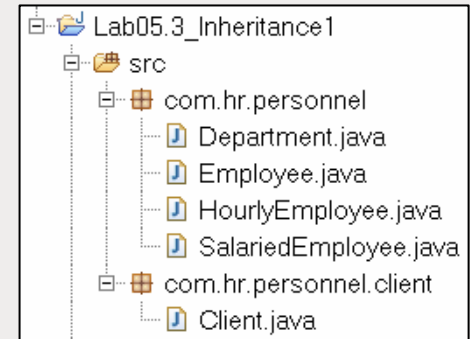 Lab05.3_Inheritance1
src
com.hr.personnel
Department.java
Employee.java
HourlyEmployee.java
SalariedEmployee.java
com.hr.personnel.client
Client.java